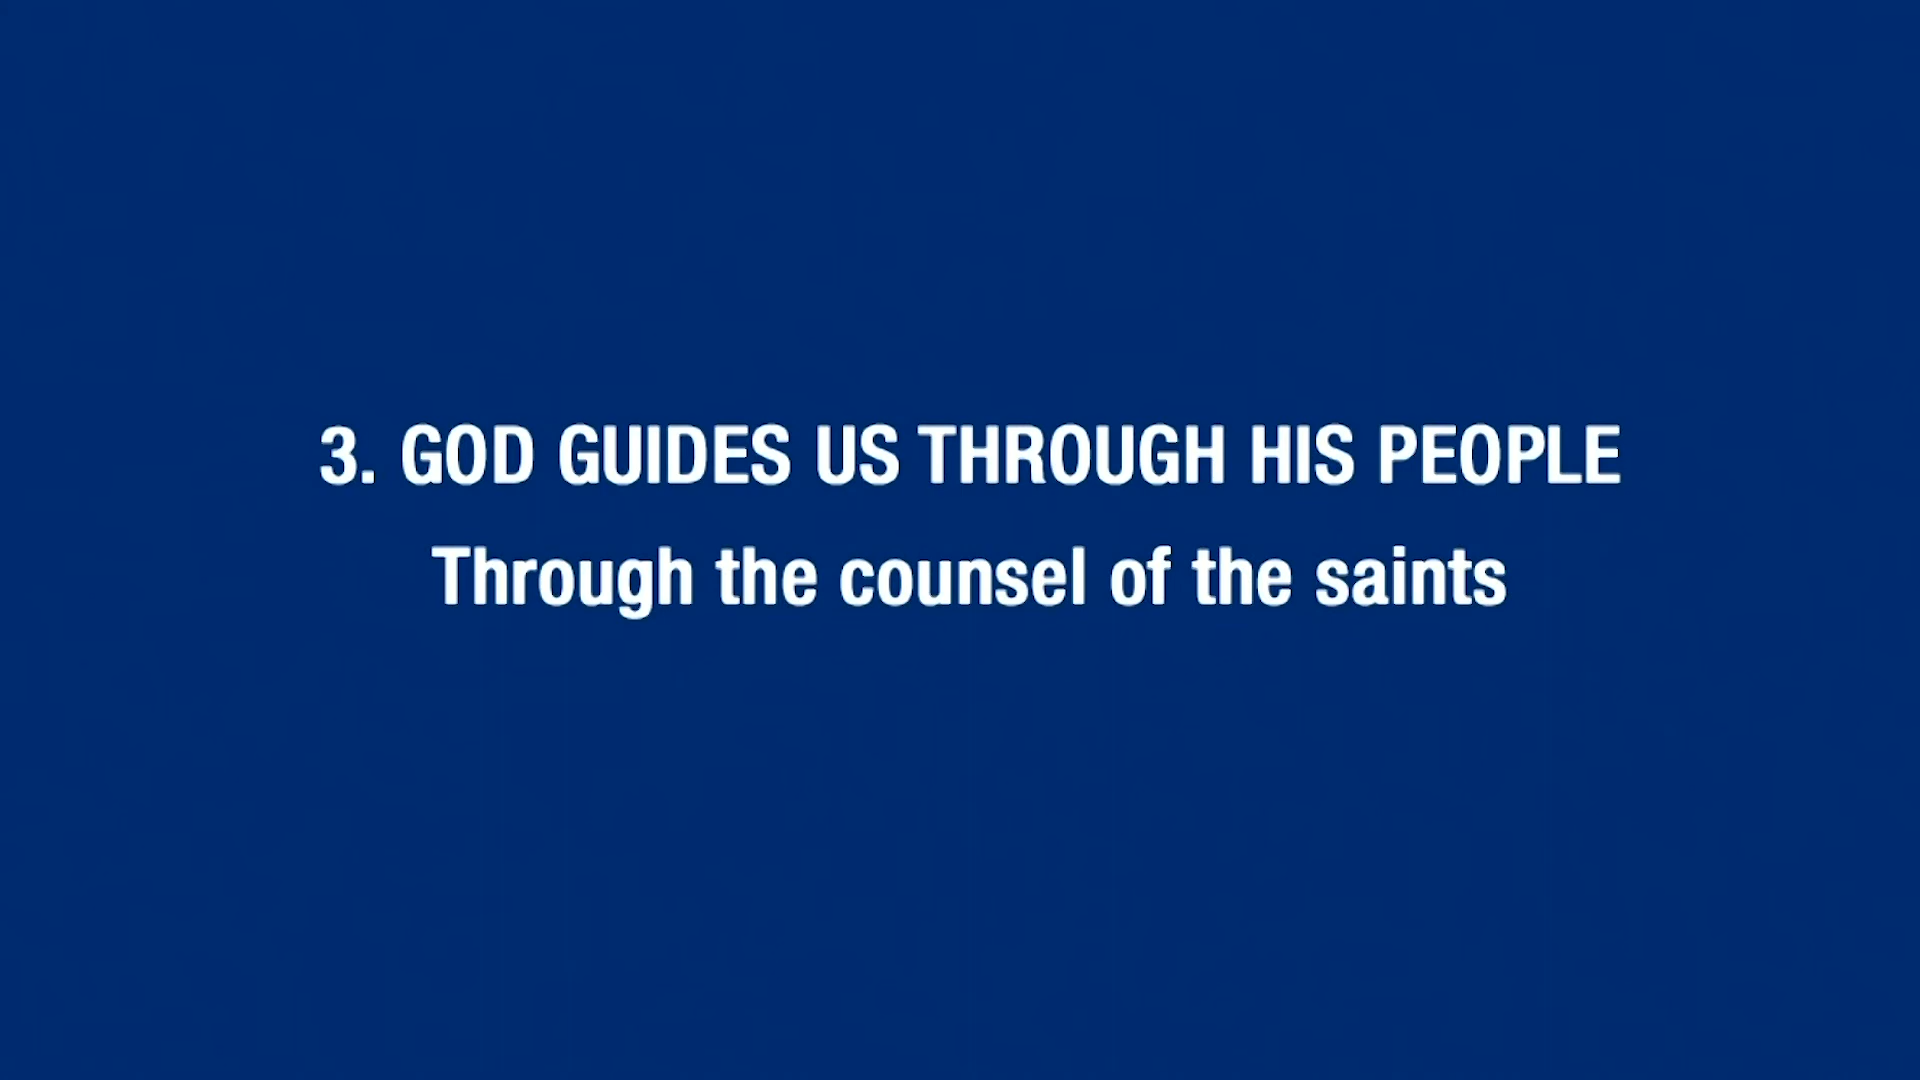 3. GOD GUIDES US THROUGH HIS PEOPLE
Through the counsel of the saints